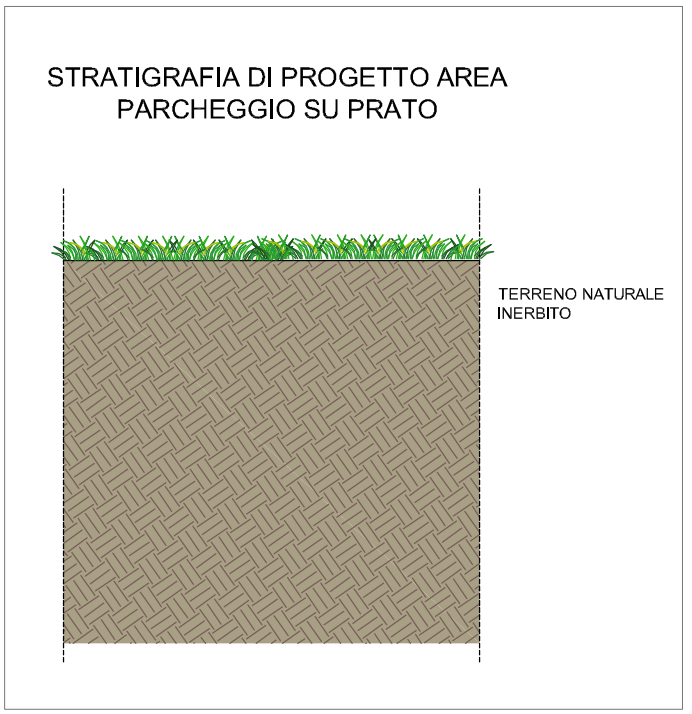 STRATIGRAFIA DI PROGETTO AREA
PARCHEGGIO SU PRATO
TERRENO NATURALE
INERBITO